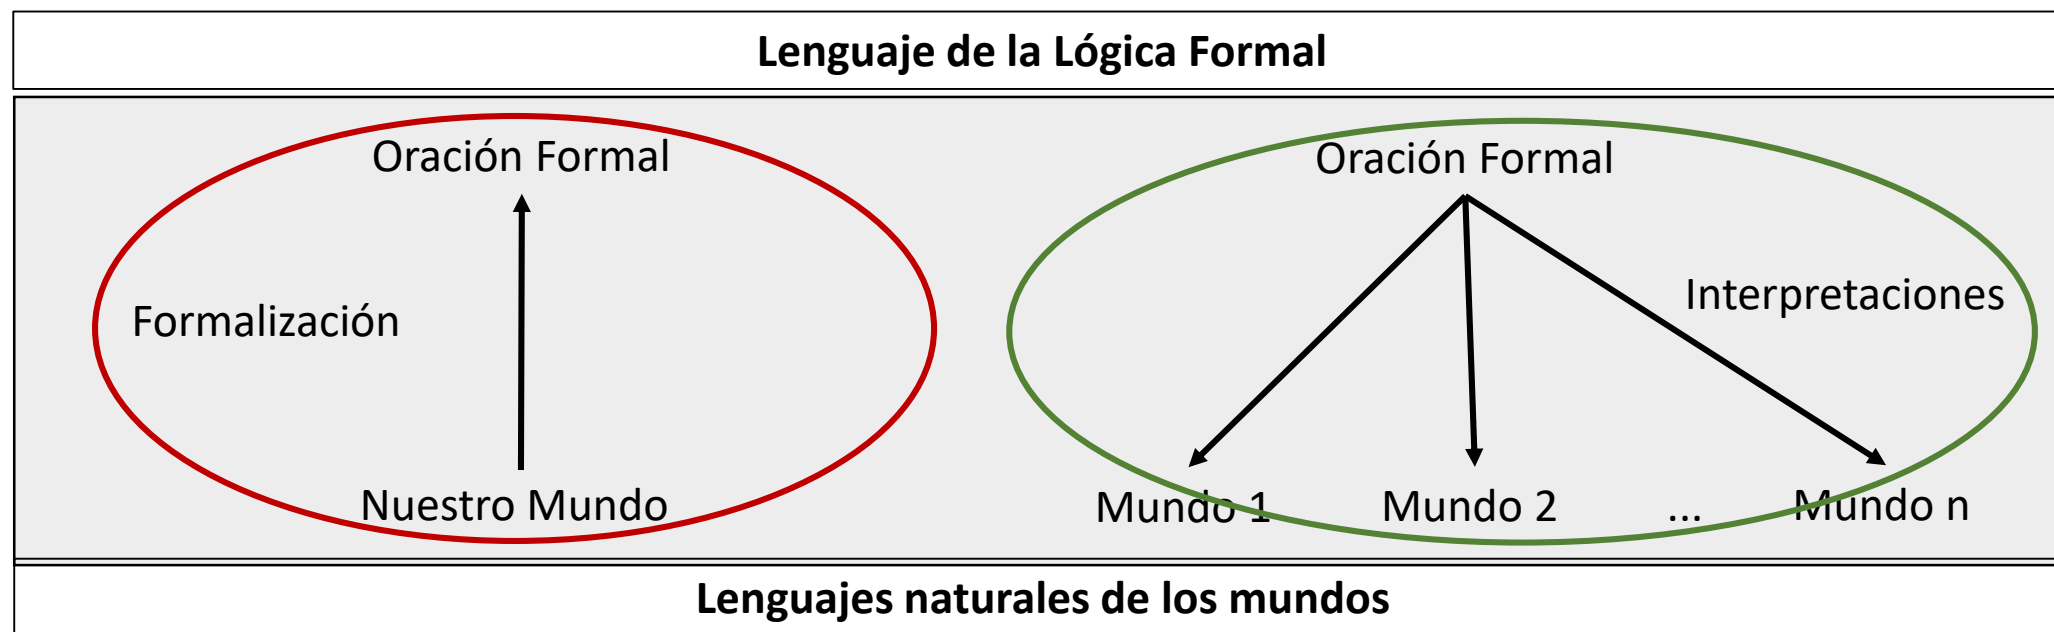 Lenguaje de la Lógica Formal
Oración Formal
Formalización
Nuestro Mundo
Oración Formal
Interpretaciones
Mundo 1 Mundo 2 ... Mundo n
Lenguajes naturales de los mundos